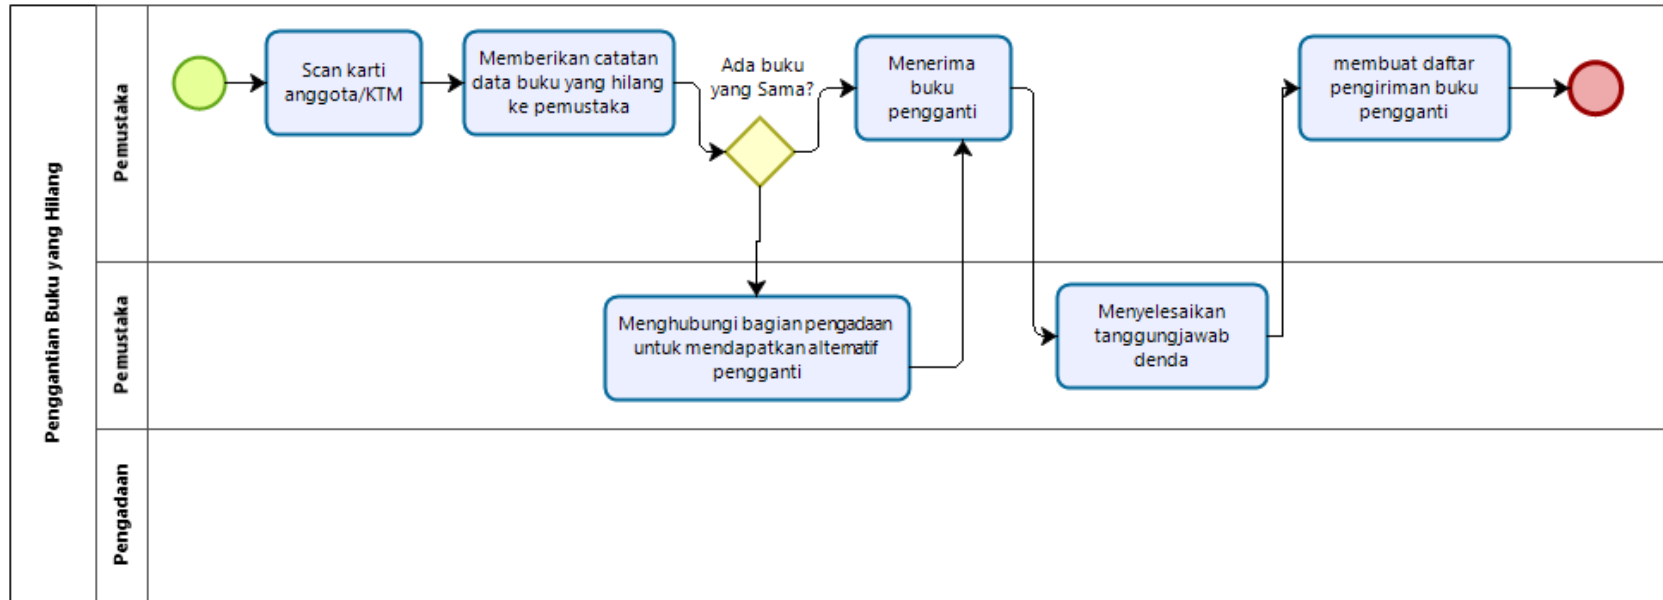 Penggantian Buku yang Hilang
Pemustaka
Scan karti
anggota/KTM
Memberikan catatan
data buku yang hilang
ke pemustaka
Ada buku
yang Sama?
Menerima
buku
pengganti
membuat daftar
pengiriman buku
pengganti
Pemustaka
Menghubungi bagian pengadaan
untuk mendapatkan alternatif
pengganti
Menyelesaikan
tanggungjawab
denda
Pengadaan